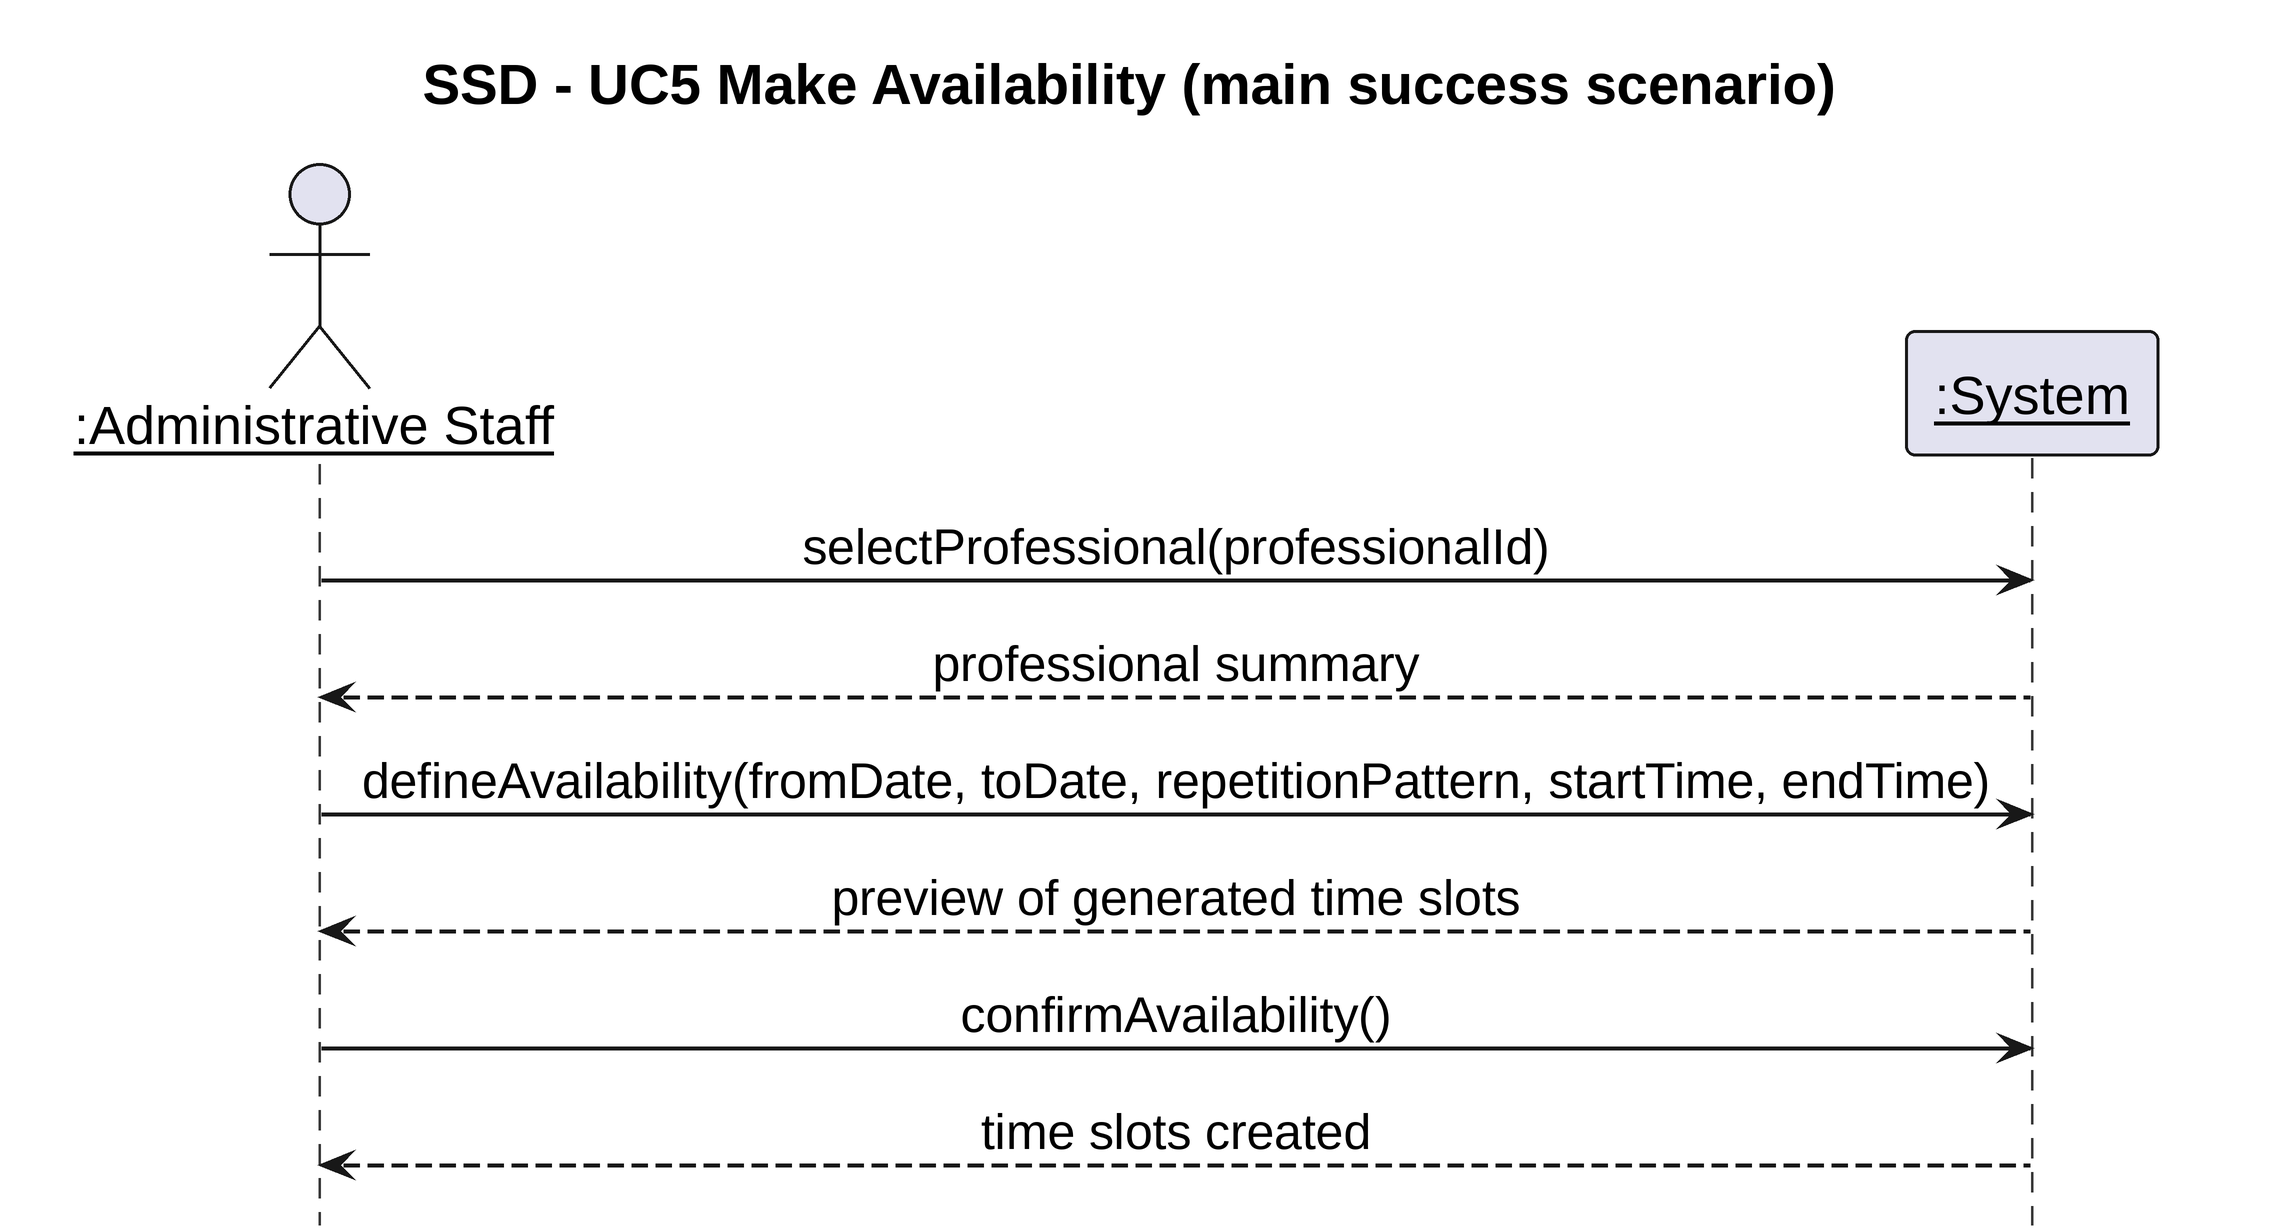 SSD - UC5 Make Availability (main success scenario)
:Administrative Staff
:System
selectProfessional(professionalId)
professional summary
defineAvailability(fromDate, toDate, repetitionPattern, startTime, endTime)
preview of generated time slots
confirmAvailability()
time slots created